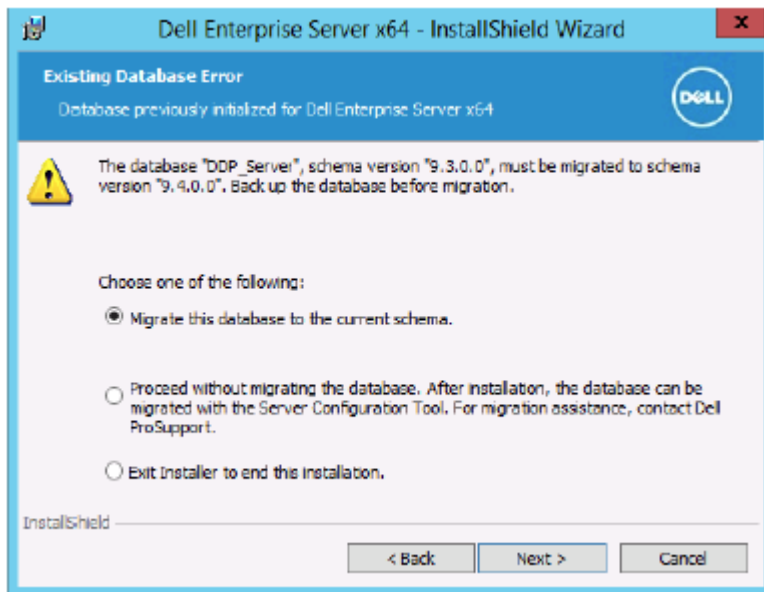 Dell Enterprise Server x64 - InstallShield Wizard
x
Existing Database Error
Database previously initialized for Dell Enterprise Server x64
DELL
The database "DDP_Server", schema version "9.3.0.0", must be migrated to schema
version "9.4.0.0". Back up the database before migration.
Choose one of the following:
Migrate this database to the current schema.
Proceed without migrating the database. After installation, the database can be
migrated with the Server Configuration Tool. For migration assistance, contact Dell
ProSupport.
Exit Installer to end this installation.
InstallShield
< Back
Next >
Cancel